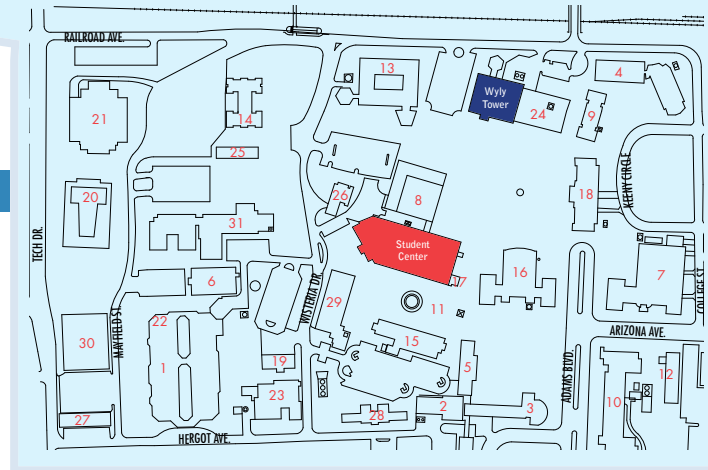 RAILROAD AVE.
13
4
21
Wyly
Tower
24
9
14
25
KEENY CIRCLE
20
26
8
18
31
TECH DR.
Student
Center
16
7
6
WISTERIA DR.
29
11
COLLEGE ST.
22
MAYFIELD ST.
30
15
ARIZONA AVE.
1
19
5
ADAMS BLVD.
12
23
10
27
28
2
3
HERGOT AVE.